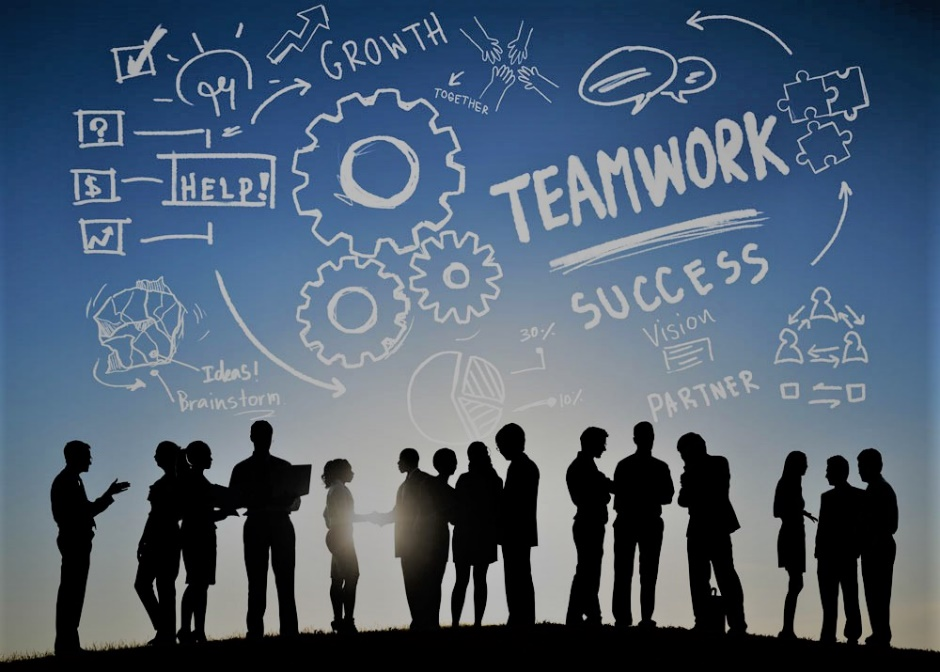 GROWTH
TOGETHER
?
HELP!
$
TEAMWORK
SUCCESS
Vision
30%
Ideas!
Brainstorm.
10%
PARTNER